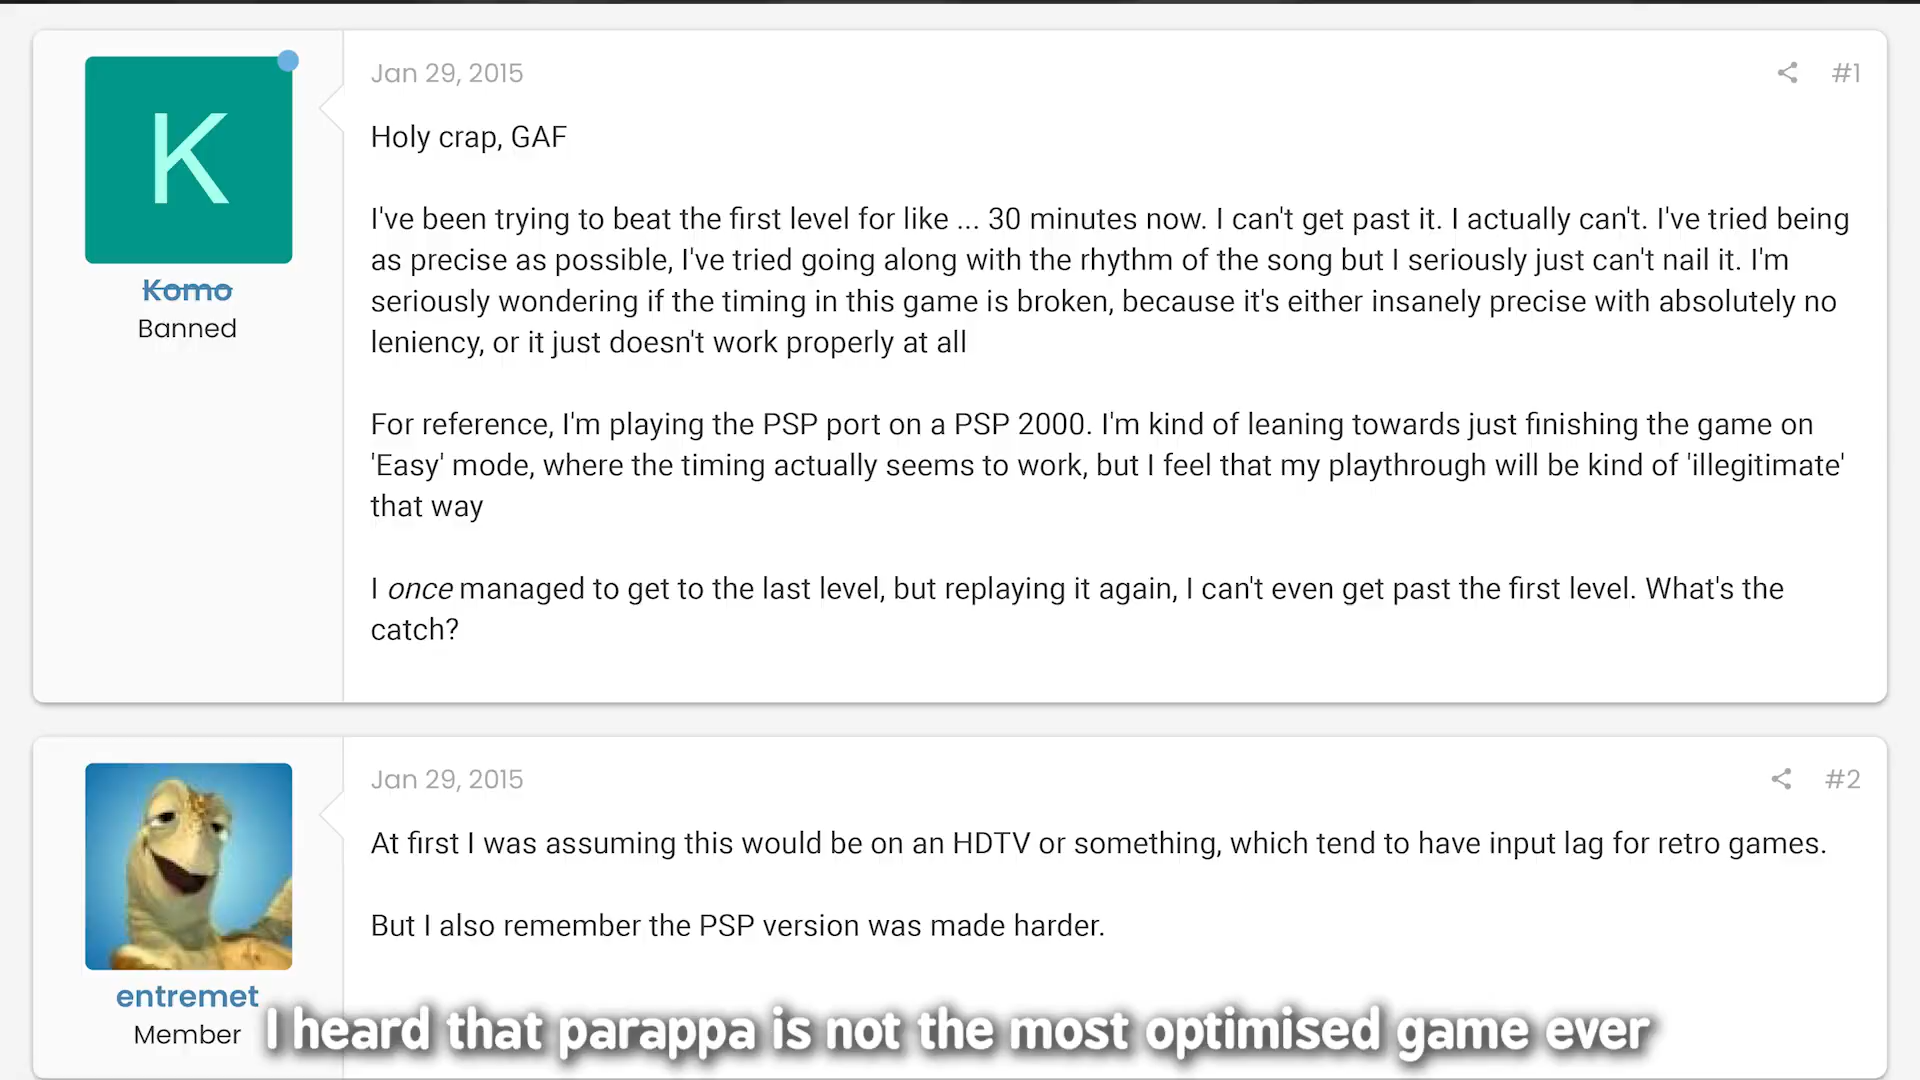 K
Komo
Banned
Jan 29, 2015
#1
Holy crap, GAF
I've been trying to beat the first level for like ... 30 minutes now. I can't get past it. I actually can't. I've tried being
as precise as possible, I've tried going along with the rhythm of the song but I seriously just can't nail it. I'm
seriously wondering if the timing in this game is broken, because it's either insanely precise with absolutely no
leniency, or it just doesn't work properly at all
For reference, I'm playing the PSP port on a PSP 2000. I'm kind of leaning towards just finishing the game on
'Easy' mode, where the timing actually seems to work, but I feel that my playthrough will be kind of 'illegitimate'
that way
I once managed to get to the last level, but replaying it again, I can't even get past the first level. What's the
catch?
entremet
Member
Jan 29, 2015
#2
At first I was assuming this would be on an HDTV or something, which tend to have input lag for retro games.
But I also remember the PSP version was made harder.
I heard that parappa is not the most optimised game ever